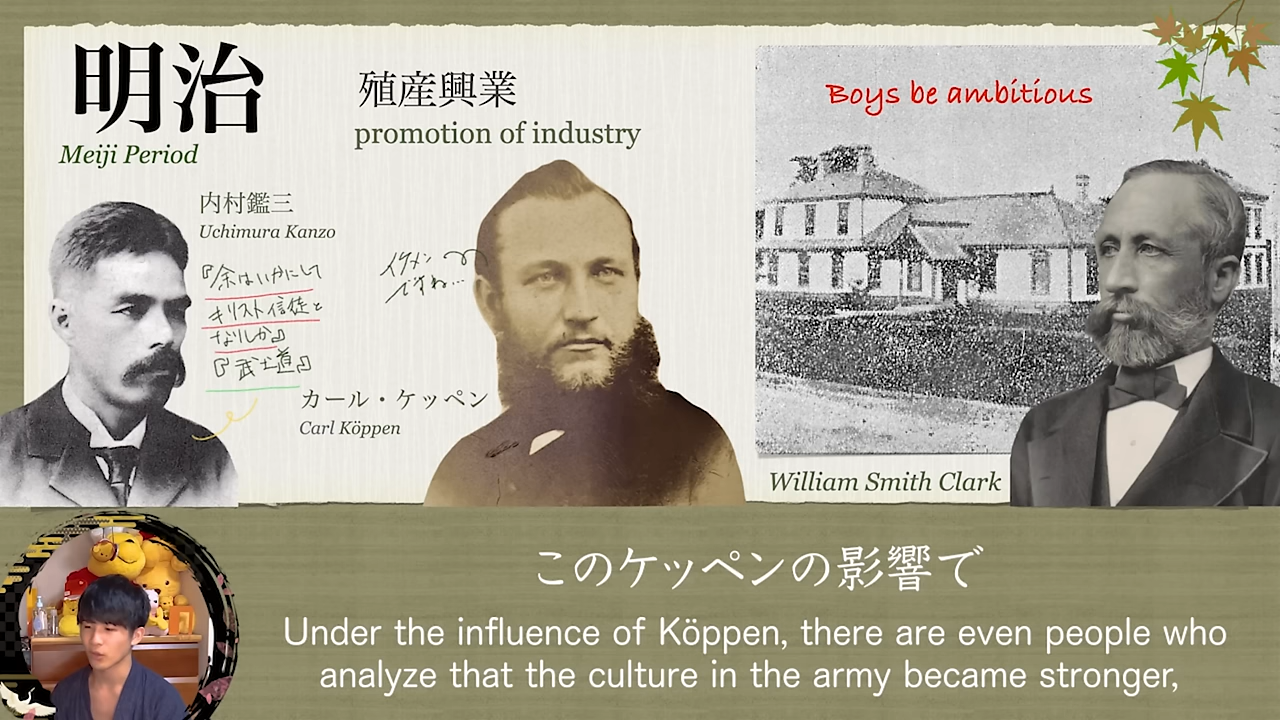 明治
Meiji Period
殖産興業
promotion of industry
Boys be ambitious
内村鑑三
Uchimura Kanzo
『余はいかにして
キリスト信徒と
なりしか』
『武士道』
イケメン
ですね…
カール・ケッペン
Carl Köppen
William Smith Clark
このケッペンの影響で
Under the influence of Köppen, there are even people who
analyze that the culture in the army became stronger,